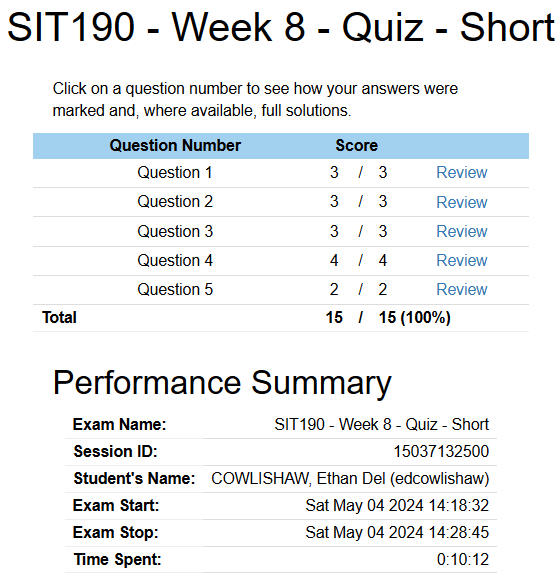 SIT190 - Week 8 - Quiz - Short
Click on a question number to see how your answers were
marked and, where available, full solutions.
Question Number Score
Question 1 3 / 3 Review
Question 2 3 / 3 Review
Question 3 3 / 3 Review
Question 4 4 / 4 Review
Question 5 2 / 2 Review
Total 15 / 15 (100%)
Performance Summary
Exam Name: SIT190 - Week 8 - Quiz - Short
Session ID: 15037132500
Student's Name: COWLISHAW, Ethan Del (edcowlishaw)
Exam Start: Sat May 04 2024 14:18:32
Exam Stop: Sat May 04 2024 14:28:45
Time Spent: 0:10:12